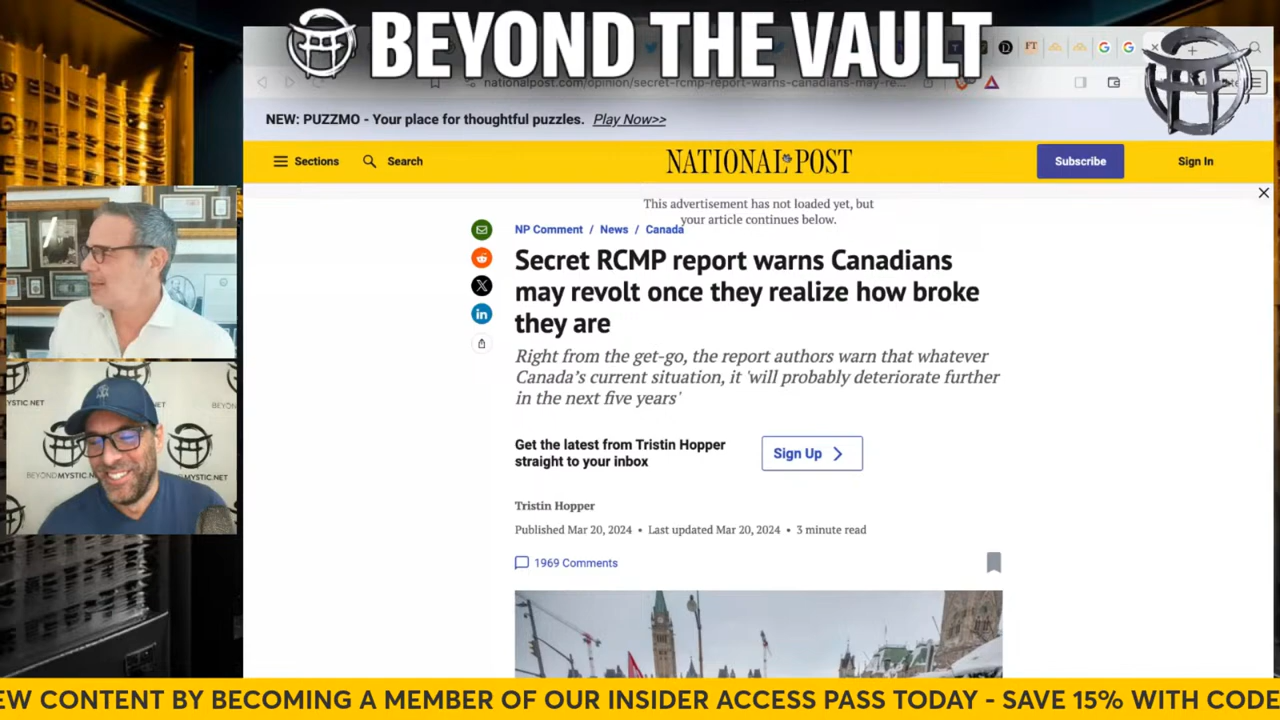 BEYOND THE VAULT
nationalpost.com/opinion/secret-rcmp-report-warns-canadians-may-re...
NEW: PUZZMO - Your place for thoughtful puzzles. Play Now>>
Sections
Search
NATIONAL POST
Subscribe
Sign In
This advertisement has not loaded yet, but
your article continues below.
NP Comment / News / Canada
Secret RCMP report warns Canadians
may revolt once they realize how broke
they are
Right from the get-go, the report authors warn that whatever
Canada's current situation, it 'will probably deteriorate further
in the next five years'
Get the latest from Tristin Hopper
straight to your inbox
Sign Up
Tristin Hopper
Published Mar 20, 2024 • Last updated Mar 20, 2024 • 3 minute read
1969 Comments
YSTIC.NET
BEYONDMYSTIC.N
MYSTIC.NET
EW CONTENT BY BECOMING A MEMBER OF OUR INSIDER ACCESS PASS TODAY - SAVE 15% WITH CODE